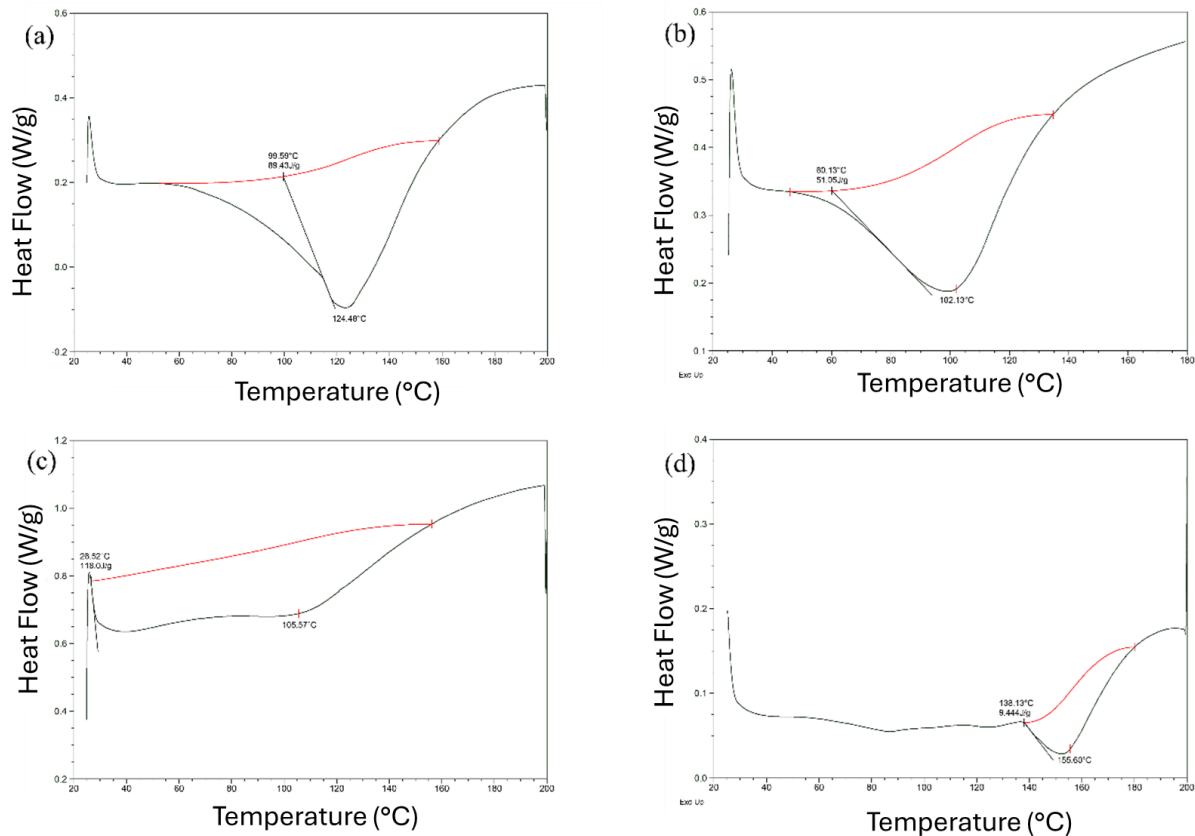 (a)
Heat Flow (W/g)
0.6
0.4
0.2
0.0
-0.2
99.59°C
89.43J/g
124.48°C
20 40 60 80 100 120 140 160 180 200
Temperature (°C)
(b)
Heat Flow (W/g)
0.6
0.5
0.4
0.3
0.2
0.1
60.13°C
51.05J/g
102.13°C
20 40 60 80 100 120 140 160 180
Exo Up
Temperature (°C)
(c)
Heat Flow (W/g)
1.2
1.0
0.8
0.6
0.4
0.2
26.52°C
118.0J/g
105.57°C
20 40 60 80 100 120 140 160 180 200
Temperature (°C)
(d)
Heat Flow (W/g)
0.4
0.3
0.2
0.1
0.0
138.13°C
9.444J/g
155.60°C
20 40 60 80 100 120 140 160 180 200
Exo Up
Temperature (°C)